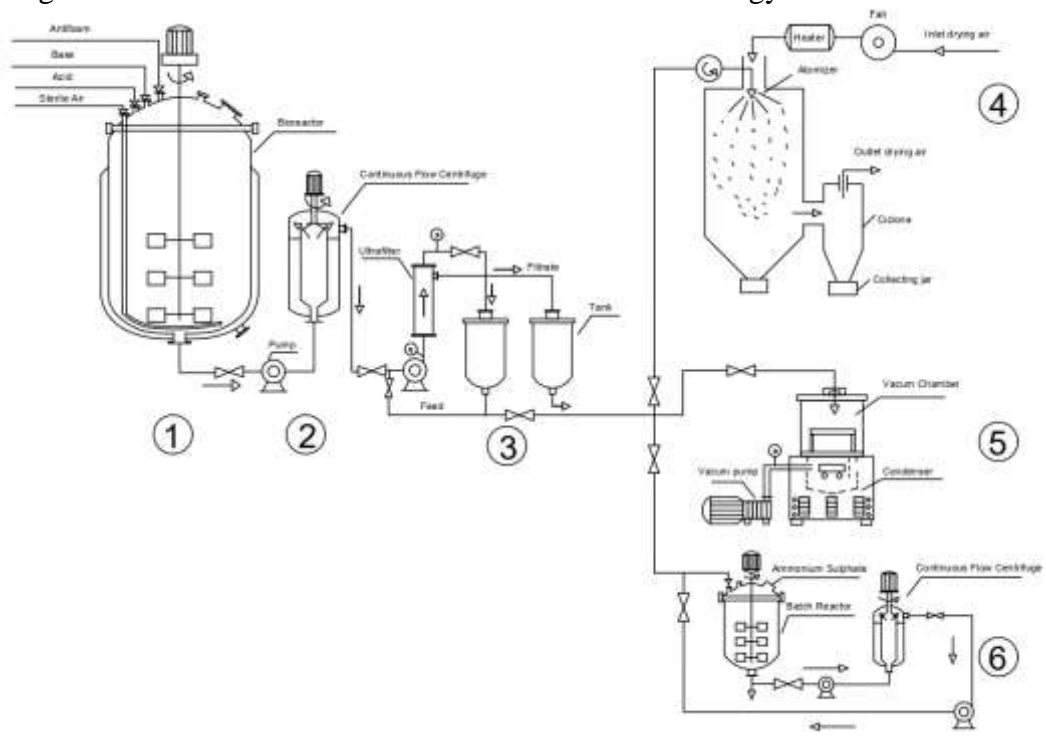 Antifoam
Base
Acid
Sterile Air
Bioreactor
Continuous Flow Centrifuge
Ultrafilter
Filtrate
Tank
Pump
Feed
Fan
Heater
Inlet drying air
Atomizer
Outlet drying air
Ciclone
Collecting jar
Vacum Chamber
Vacum pump
Condenser
Ammonium Sulphate
Continuous Flow Centrifuge
Batch Reactor
1
2
3
4
5
6